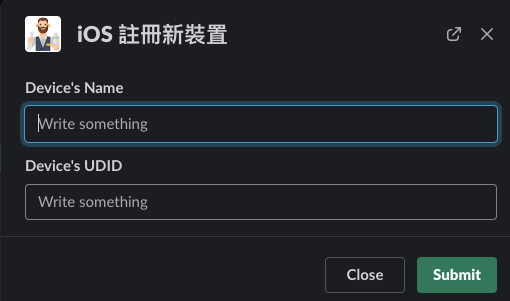 iOS 註冊新裝置
Device's Name
Write something
Device's UDID
Write something
Close
Submit